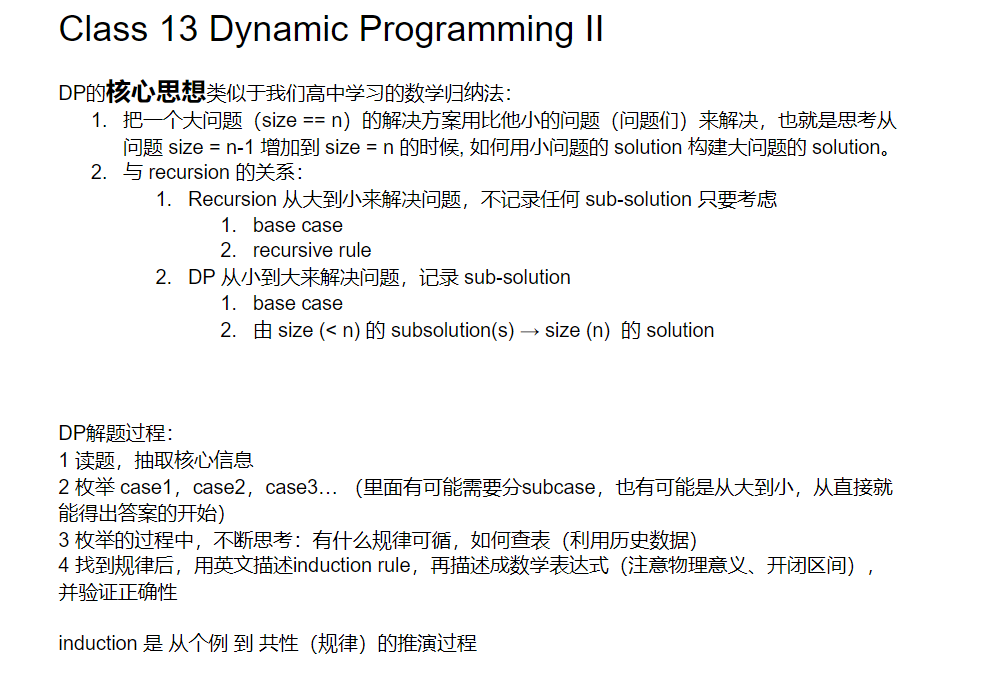 Class 13 Dynamic Programming II
DP的核心思想类似于我们高中学习的数学归纳法：
1. 把一个大问题（size == n）的解决方案用比他小的问题（问题们）来解决，也就是思考从
问题 size = n-1 增加到 size = n 的时候, 如何用小问题的 solution 构建大问题的 solution。
2. 与 recursion 的关系：
1. Recursion 从大到小来解决问题，不记录任何 sub-solution 只要考虑
1. base case
2. recursive rule
2. DP 从小到大来解决问题，记录 sub-solution
1. base case
2. 由 size (< n) 的 subsolution(s) → size (n) 的 solution
DP解题过程：
1 读题，抽取核心信息
2 枚举 case1，case2，case3… （里面有可能需要分subcase，也有可能是从大到小，从直接就
能得出答案的开始）
3 枚举的过程中，不断思考：有什么规律可循，如何查表（利用历史数据）
4 找到规律后，用英文描述induction rule，再描述成数学表达式（注意物理意义、开闭区间），
并验证正确性
induction 是 从个例 到 共性（规律）的推演过程